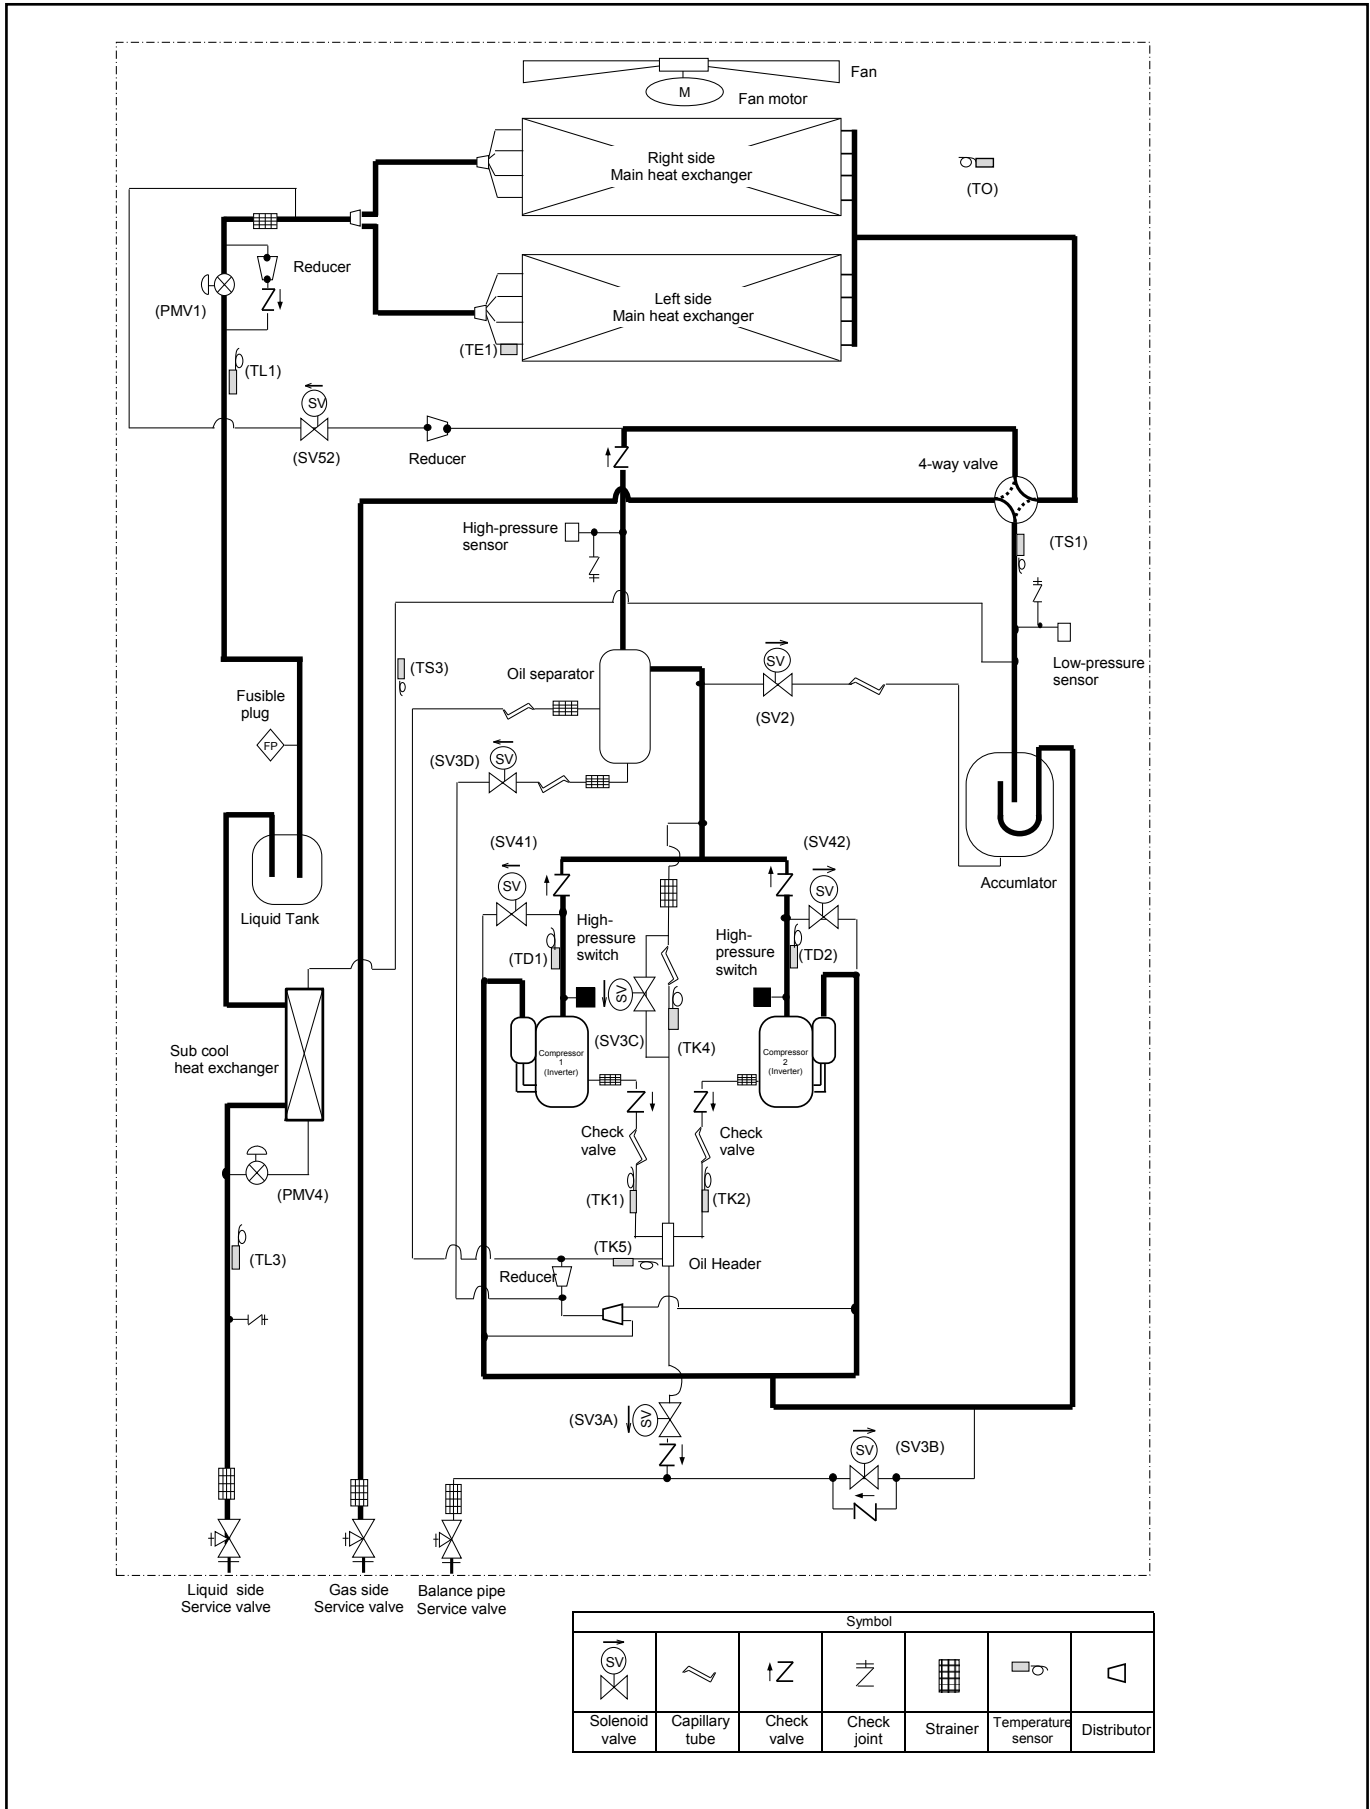 Fan
M
Fan motor
Right side
Main heat exchanger
(TO)
Reducer
Left side
Main heat exchanger
(PMV1)
(TE1)
(TL1)
SV
(SV52)
Reducer
4-way valve
High-pressure
sensor
(TS1)
(TS3)
Oil separator
SV
(SV2)
Low-pressure
sensor
Fusible
plug
FP
(SV3D)
SV
(SV41)
(SV42)
SV
SV
Accumlator
Liquid Tank
High-
pressure
switch
High-
pressure
switch
(TD1)
(TD2)
SV
(SV3C)
(TK4)
Compressor
1
(Inverter)
Compressor
2
(Inverter)
Sub cool
heat exchanger
Check
valve
Check
valve
(PMV4)
(TK1)
(TK2)
(TL3)
(TK5)
Oil Header
Reducer
(SV3A)
SV
SV
(SV3B)
Liquid side
Service valve
Gas side
Service valve
Balance pipe
Service valve
Symbol
SV
Solenoid
valve
Capillary
tube
Check
valve
Check
joint
Strainer
Temperature
sensor
Distributor